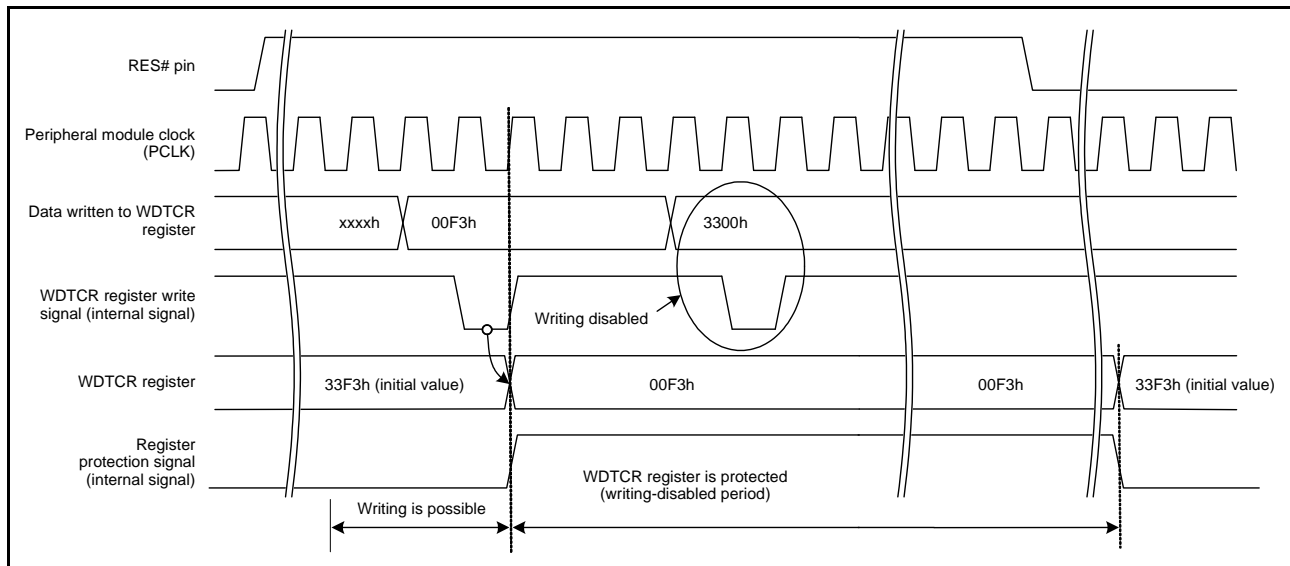 RES# pin
Peripheral module clock
(PCLK)
Data written to WDTCR
register
xxxxh
00F3h
3300h
WDTCR register write
signal (internal signal)
Writing disabled
WDTCR register
33F3h (initial value)
00F3h
00F3h
33F3h (initial value)
Register
protection signal
(internal signal)
WDTCR register is protected
(writing-disabled period)
Writing is possible